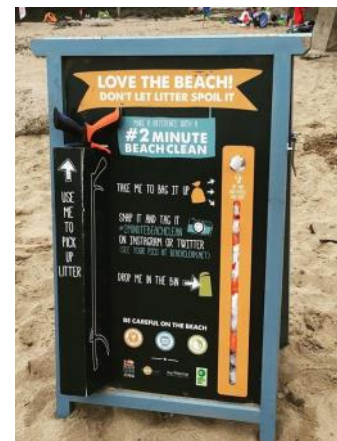 LOVE THE BEACH!
DON'T LET LITTER SPOIL IT
MAKE A DIFFERENCE WITH A
#2 MINUTE
BEACH CLEAN
USE
ME
TO
PICK
UP
LITTER
TAKE ME TO BAG IT UP
SNAP IT AND TAG IT
#2MINUTEBEACHCLEAN
ON INSTAGRAM OR TWITTER
DROP ME IN THE BIN
BE CAREFUL ON THE BEACH